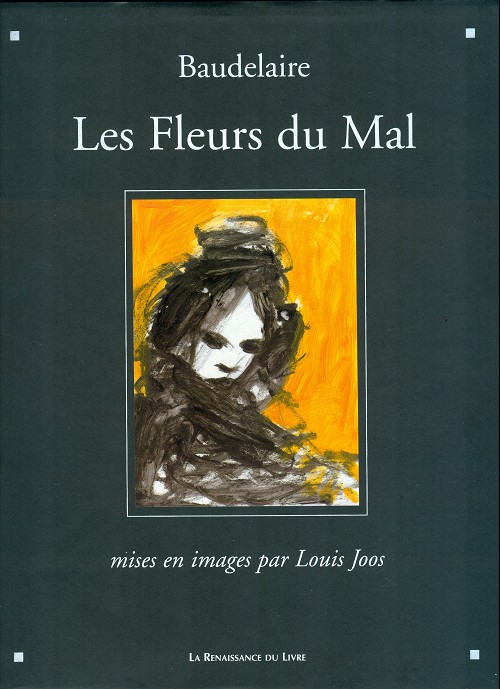 Baudelaire
Les Fleurs du Mal
mises en images par Louis Joos
La Renaissance du Livre